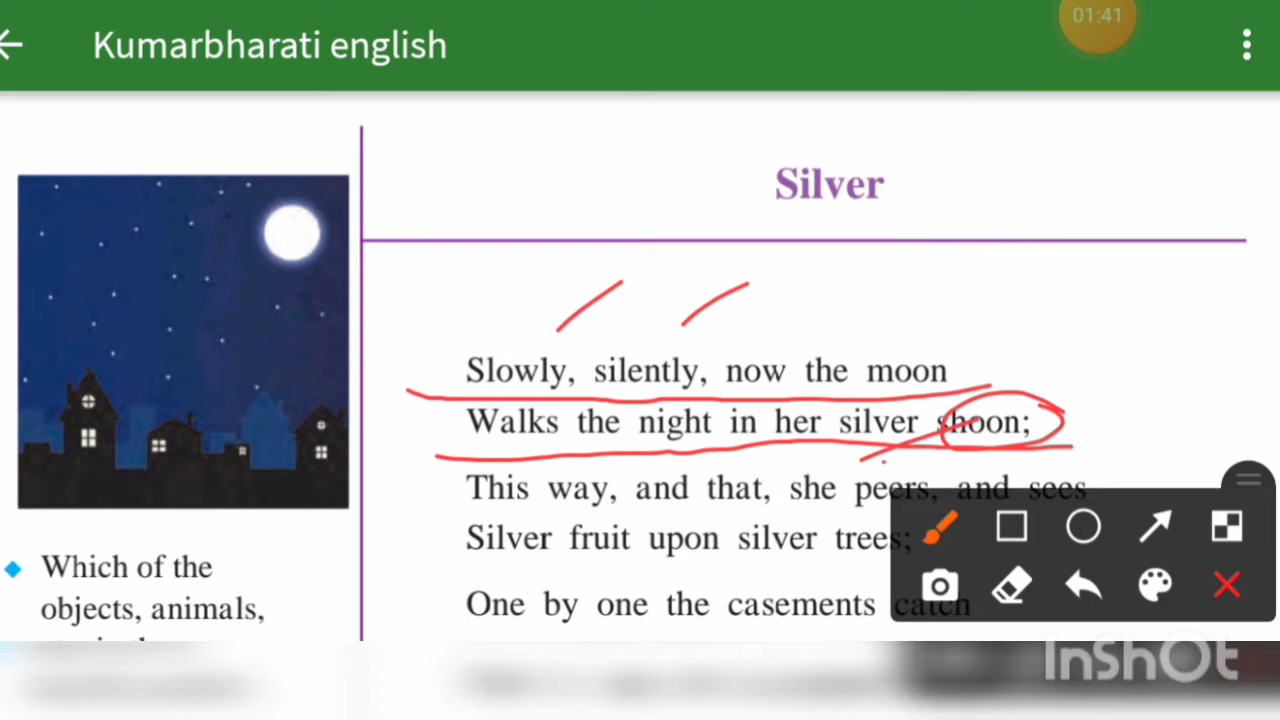 01:41
Kumarbharati english
Silver
Slowly, silently, now the moon
Walks the night in her silver shoon;
This way, and that, she peers, and sees
Silver fruit upon silver trees;
One by one the casements catch
Which of the
objects, animals,
InShOt